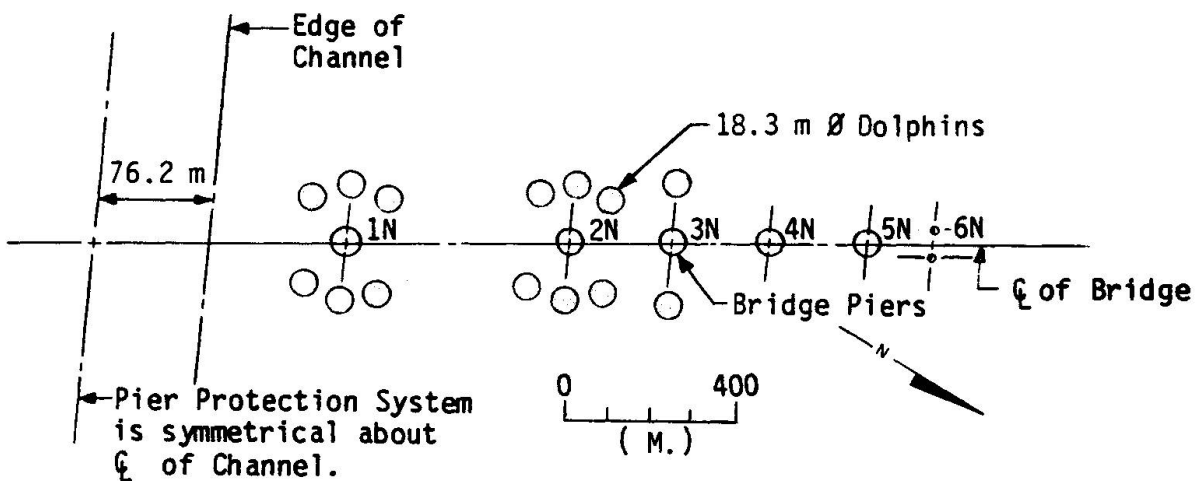 Edge of
Channel
18.3 m Ø Dolphins
76.2 m
1N 2N 3N 4N 5N 6N
℄ of Bridge
Bridge Piers
N
0 400
( M. )
Pier Protection System
is symmetrical about
℄ of Channel.